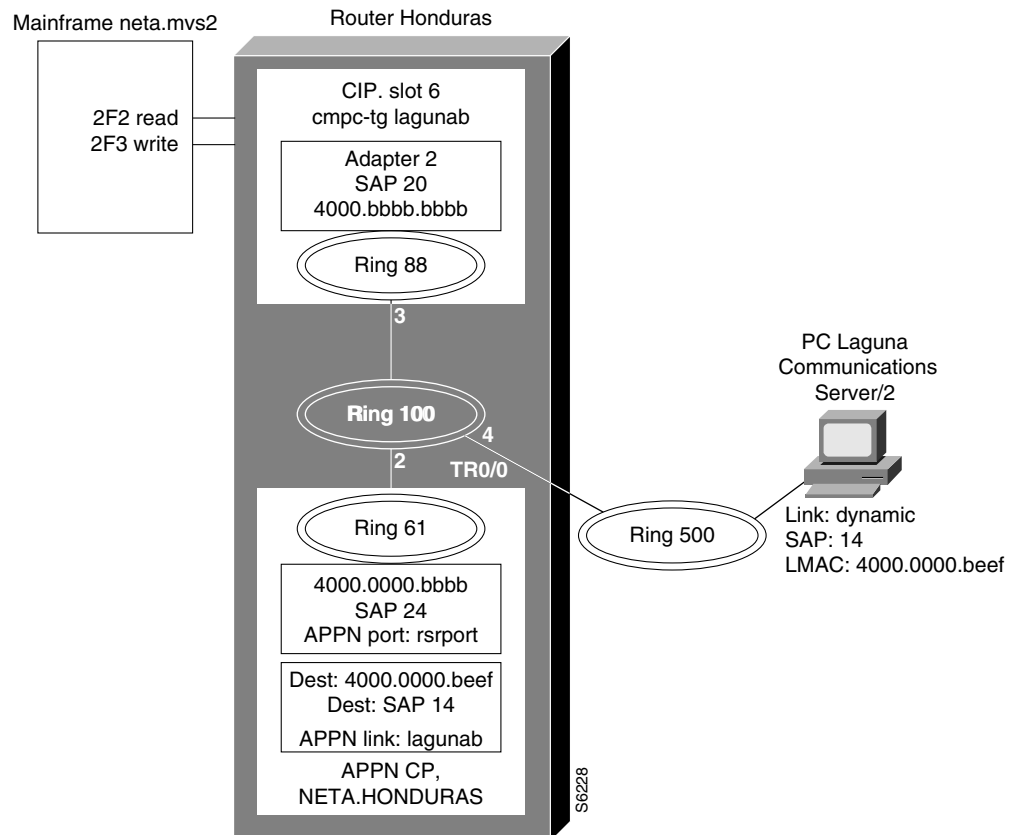 Mainframe neta.mvs2
2F2 read
2F3 write
Router Honduras
CIP. slot 6
cmpc-tg lagunab
Adapter 2
SAP 20
4000.bbbb.bbbb
Ring 88
3
Ring 100
4
2
TR0/0
Ring 61
4000.0000.bbbb
SAP 24
APPN port: rsrport
Dest: 4000.0000.beef
Dest: SAP 14
APPN link: lagunab
APPN CP,
NETA.HONDURAS
Ring 500
PC Laguna
Communications
Server/2
Link: dynamic
SAP: 14
LMAC: 4000.0000.beef
S6228